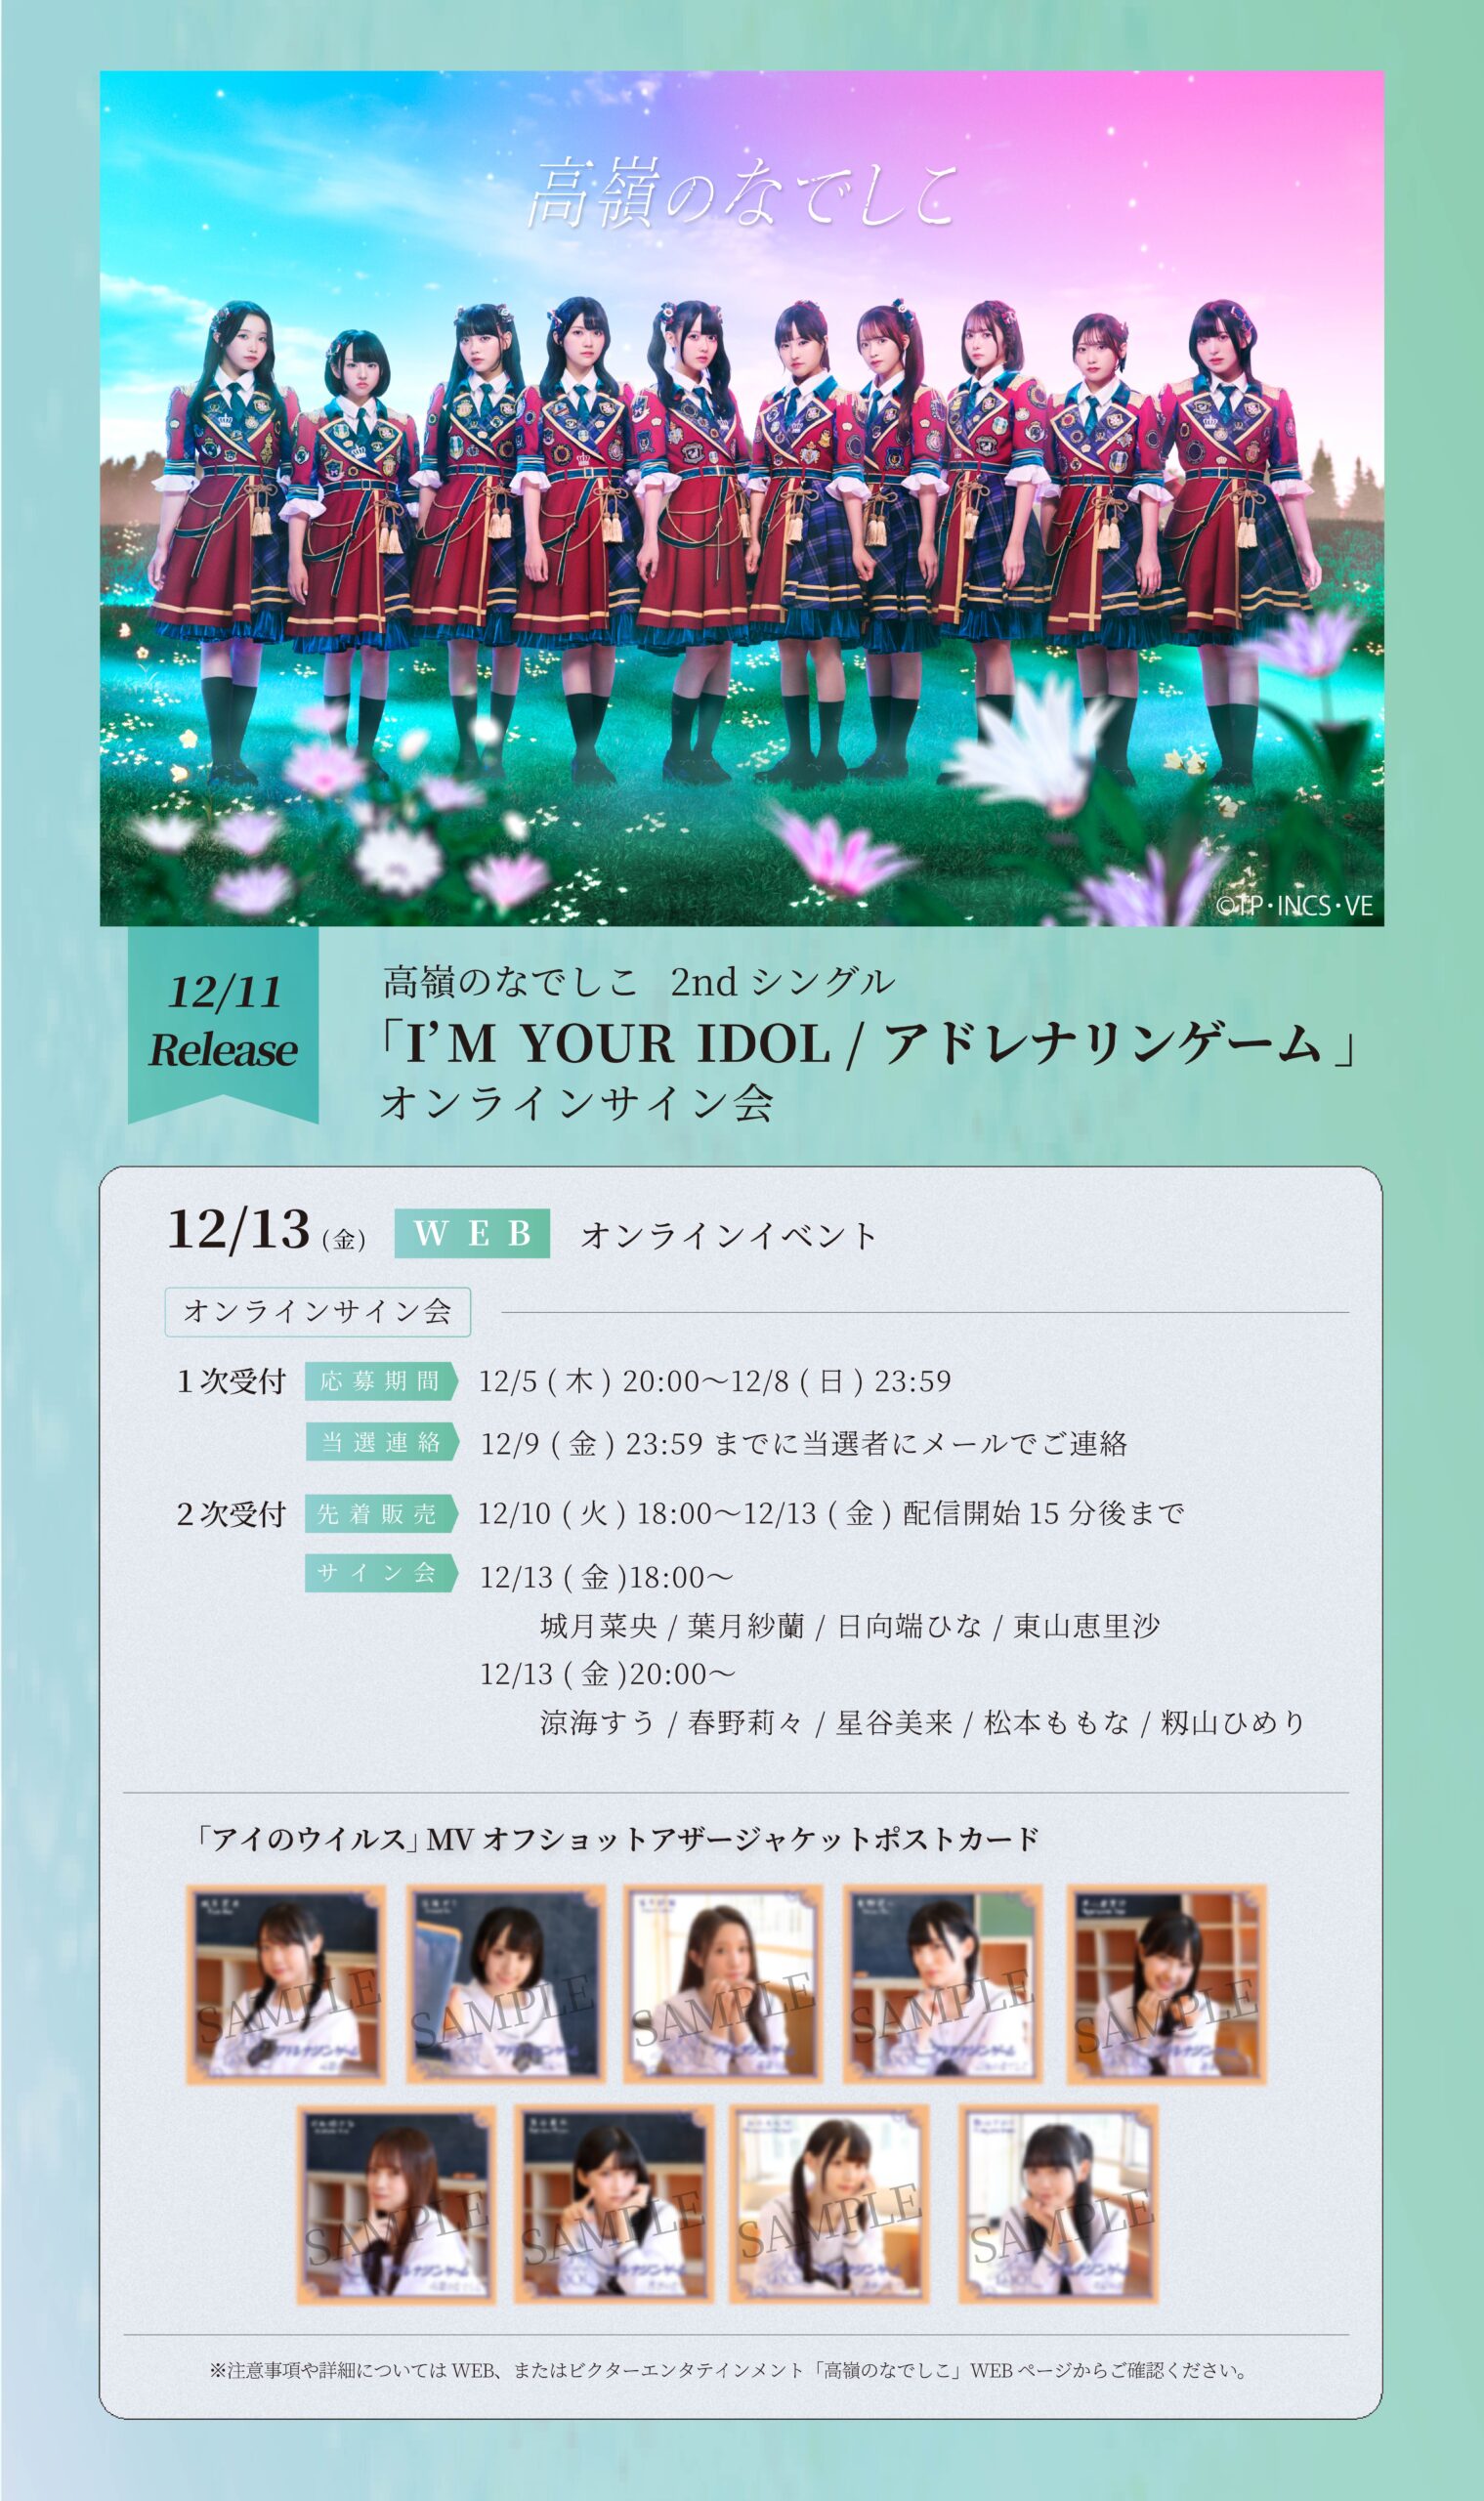 高嶺のなでしこ
©TP・INCS・VE
12/11
Release
高嶺のなでしこ 2nd シングル
「I’M YOUR IDOL / アドレナリンゲーム」
オンラインサイン会
12/13 (金) WEB オンラインイベント
オンラインサイン会
1次受付 応募期間 12/5 ( 木 ) 20:00～12/8 ( 日 ) 23:59
当選連絡 12/9 ( 金 ) 23:59 までに当選者にメールでご連絡
2次受付 先着販売 12/10 ( 火 ) 18:00～12/13 ( 金 ) 配信開始 15 分後まで
サイン会 12/13 ( 金 )18:00～
城月菜央 / 葉月紗蘭 / 日向端ひな / 東山恵里沙
12/13 ( 金 )20:00～
涼海すう / 春野莉々 / 星谷美来 / 松本ももな / 籾山ひめり
「アイのウイルス」MV オフショットアザージャケットポストカード
SAMPLE SAMPLE SAMPLE SAMPLE SAMPLE
SAMPLE SAMPLE SAMPLE SAMPLE
※注意事項や詳細については WEB、またはビクターエンタテインメント「高嶺のなでしこ」WEB ページからご確認ください。